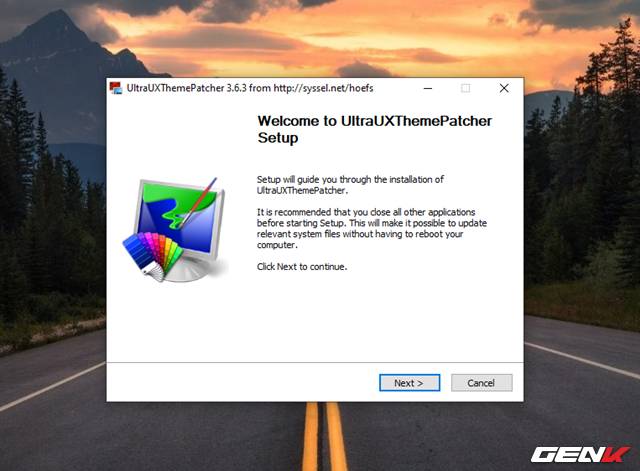 UltraUXThemePatcher 3.6.3 from http://syssel.net/hoefs
Welcome to UltraUXThemePatcher
Setup
Setup will guide you through the installation of
UltraUXThemePatcher.
It is recommended that you close all other applications
before starting Setup. This will make it possible to update
relevant system files without having to reboot your
computer.
Click Next to continue.
Next >
Cancel
GENK